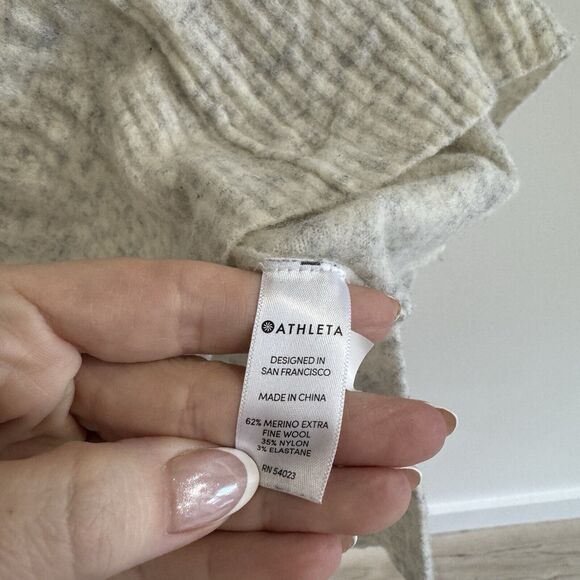 ATHLETA
DESIGNED IN
SAN FRANCISCO
MADE IN CHINA
62% MERINO EXTRA
FINE WOOL
35% NYLON
3% ELASTANE
RN 54023